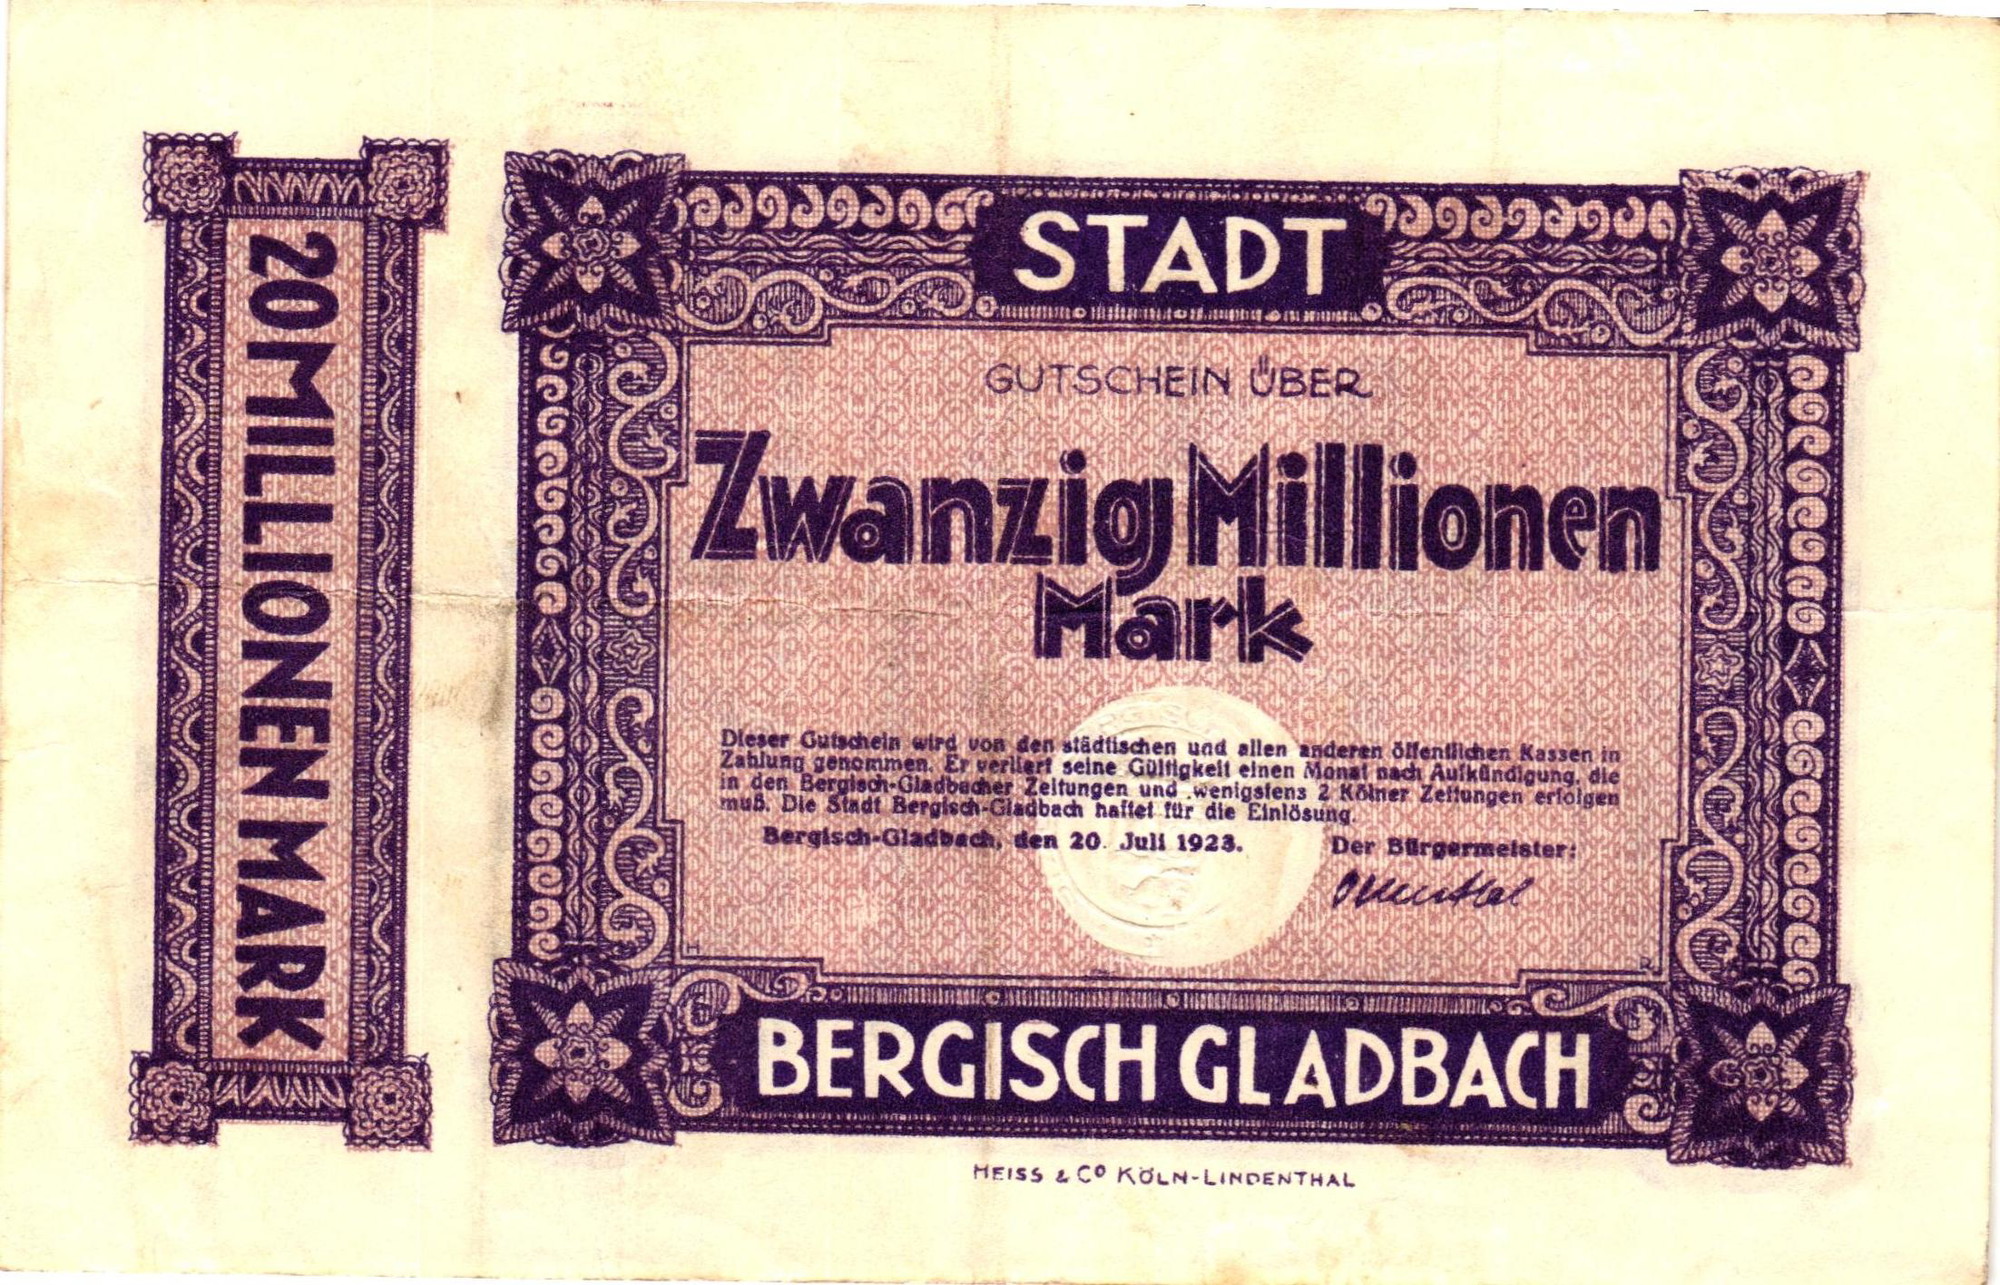 20 MILLIONEN MARK
STADT
GUTSCHEIN ÜBER
Zwanzig Millionen
Mark
Dieser Gutschein wird von den städtischen und allen anderen öffentlichen Kassen in
Zahlung genommen. Er verliert seine Gültigkeit einen Monat nach Aufkündigung, die
in den Bergisch-Gladbacher Zeitungen und wenigstens 2 Kölner Zeitungen erfolgen
muß. Die Stadt Bergisch-Gladbach haftet für die Einlösung.
Bergisch-Gladbach, den 20. Juli 1923.
Der Bürgermeister:
H
R
BERGISCH GLADBACH
HEISS & CO KÖLN-LINDENTHAL